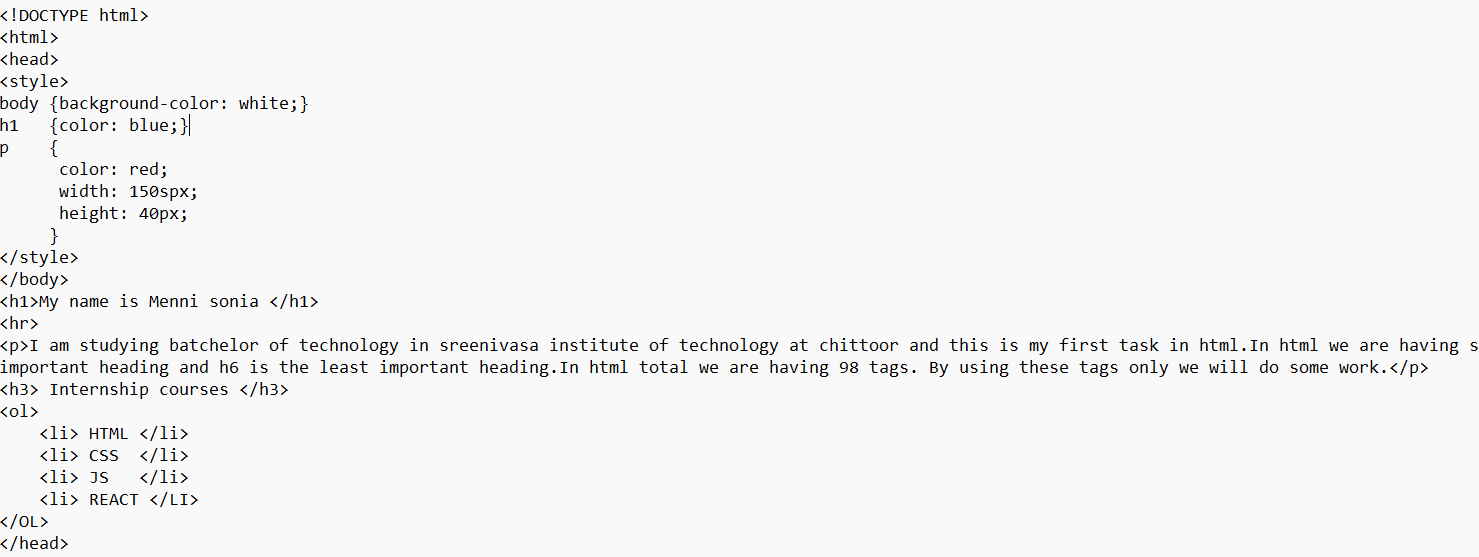 <!DOCTYPE html>
<html>
<head>
<style>
body {background-color: white;}
h1   {color: blue;}
p    {
      color: red;
      width: 150spx;
      height: 40px;
     }
</style>
</body>
<h1>My name is Menni sonia </h1>
<hr>
<p>I am studying batchelor of technology in sreenivasa institute of technology at chittoor and this is my first task in html.In html we are having s
important heading and h6 is the least important heading.In html total we are having 98 tags. By using these tags only we will do some work.</p>
<h3> Internship courses </h3>
<ol>
    <li> HTML </li>
    <li> CSS  </li>
    <li> JS   </li>
    <li> REACT </LI>
</OL>
</head>